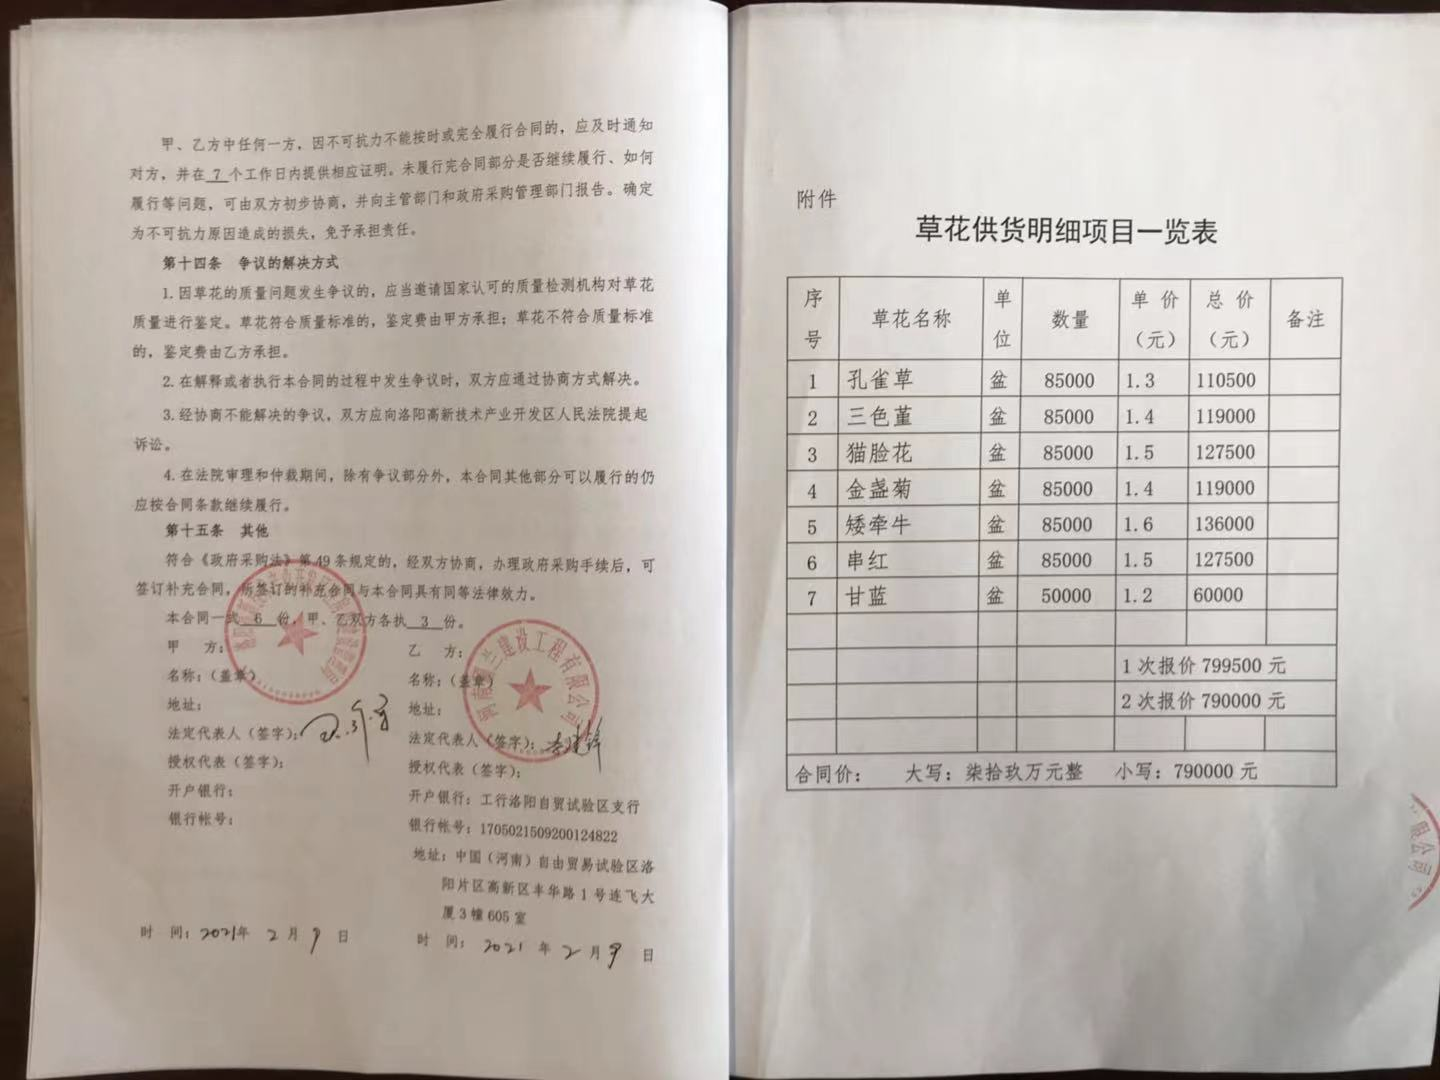 甲、乙方中任何一方，因不可抗力不能按时或完全履行合同的，应及时通知
对方，并在 7 个工作日内提供相应证明。未履行完合同部分是否继续履行、如何
履行等问题，可由双方初步协商，并向主管部门和政府采购管理部门报告。确定
为不可抗力原因造成的损失，免予承担责任。
第十四条 争议的解决方式
1.因草花的质量问题发生争议的，应当邀请国家认可的质量检测机构对草花
质量进行鉴定。草花符合质量标准的，鉴定费由甲方承担；草花不符合质量标准
的，鉴定费由乙方承担。
2.在解释或者执行本合同的过程中发生争议时，双方应通过协商方式解决。
3.经协商不能解决的争议，双方应向洛阳高新技术产业开发区人民法院提起
诉讼。
4.在法院审理和仲裁期间，除有争议部分外，本合同其他部分可以履行的仍
应按合同条款继续履行。
第十五条 其他
符合《政府采购法》第49条规定的，经双方协商，办理政府采购手续后，可
签订补充合同，所签订的补充合同与本合同具有同等法律效力。
本合同一式 6 份，甲、乙双方各执 3 份。
甲 方：
名称：（盖章）
地址：
法定代表人（签字）：
授权代表（签字）：
开户银行：
银行帐号：
时 间：2021年 2 月 9 日
乙 方：
名称：（盖章）
地址：
法定代表人（签字）：
授权代表（签字）：
开户银行：工行洛阳自贸试验区支行
银行帐号：1705021509200124822
地址：中国（河南）自由贸易试验区洛
阳片区高新区丰华路1号连飞大
厦3幢605室
时 间：2021 年 2 月 9 日
建设工程有限公司
附件
草花供货明细项目一览表
序号 草花名称 单位 数量 单价（元） 总价（元） 备注
1 孔雀草 盆 85000 1.3 110500
2 三色堇 盆 85000 1.4 119000
3 猫脸花 盆 85000 1.5 127500
4 金盏菊 盆 85000 1.4 119000
5 矮牵牛 盆 85000 1.6 136000
6 串红 盆 85000 1.5 127500
7 甘蓝 盆 50000 1.2 60000
1次报价799500元
2次报价790000元
合同价： 大写：柒拾玖万元整 小写：790000元
限公司